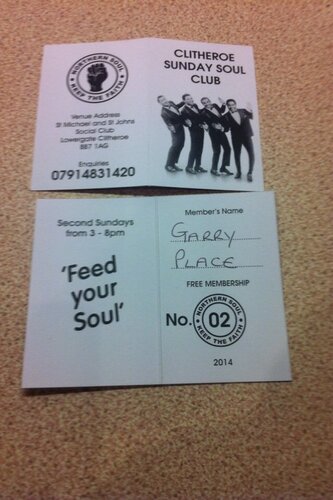 NORTHERN SOUL
KEEP THE FAITH
Venue Address
St Michael and St Johns
Social Club
Lowergate Clitheroe
BB7 1AG
Enquiries
07914831420
CLITHEROE
SUNDAY SOUL
CLUB
Second Sundays
from 3 - 8pm
'Feed
your
Soul'
Member's Name
GARRY
PLACE
FREE MEMBERSHIP
NORTHERN SOUL
No. 02
KEEP THE FAITH
2014